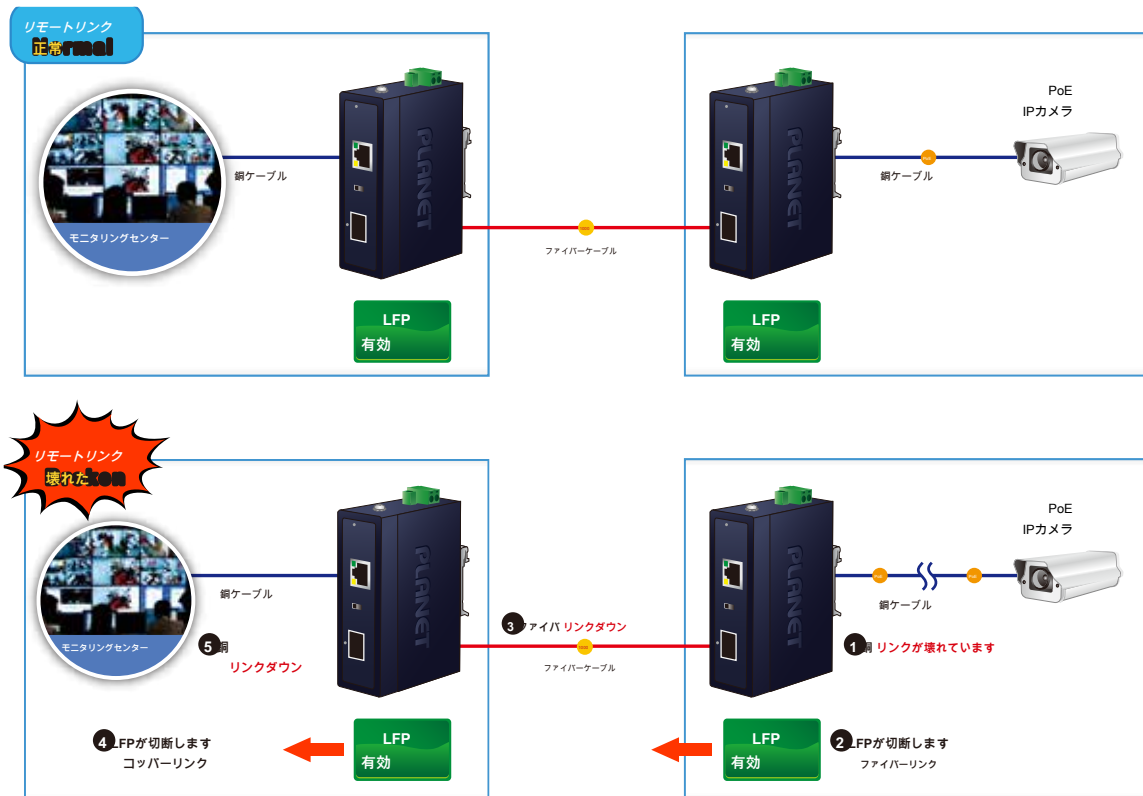 リモートリンク
正常
PoE
IPカメラ
PLANET
PLANET
銅ケーブル
銅ケーブル
モニタリングセンター
ファイバーケーブル
LFP
有効
LFP
有効
リモートリンク
壊れた
PoE
IPカメラ
PLANET
PLANET
銅ケーブル
銅ケーブル
3 ファイバ リンクダウン
モニタリングセンター
5 銅
リンクダウン
1 銅 リンクが壊れています
ファイバーケーブル
4 LFPが切断します
コッパーリンク
LFP
有効
LFP
有効
2 LFPが切断します
ファイバーリンク